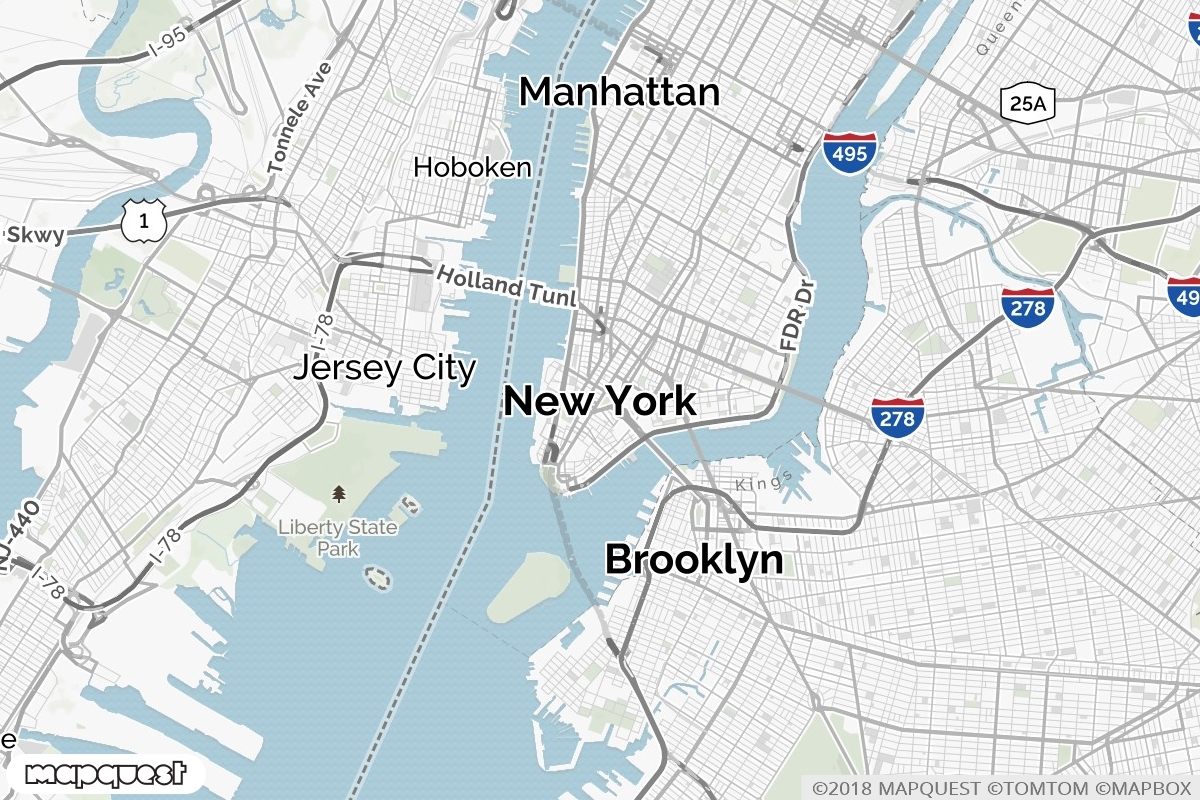 I-95
Tonnele Ave
Manhattan
Queen
25A
495
Hoboken
1
Skwy
Holland Tunl
FDR Dr
278
49
I-78
Jersey City
New York
278
Kings
NJ-440
I-78
Liberty State
Park
I-78
Brooklyn
e
mapquest
©2018 MAPQUEST ©TOMTOM ©MAPBOX